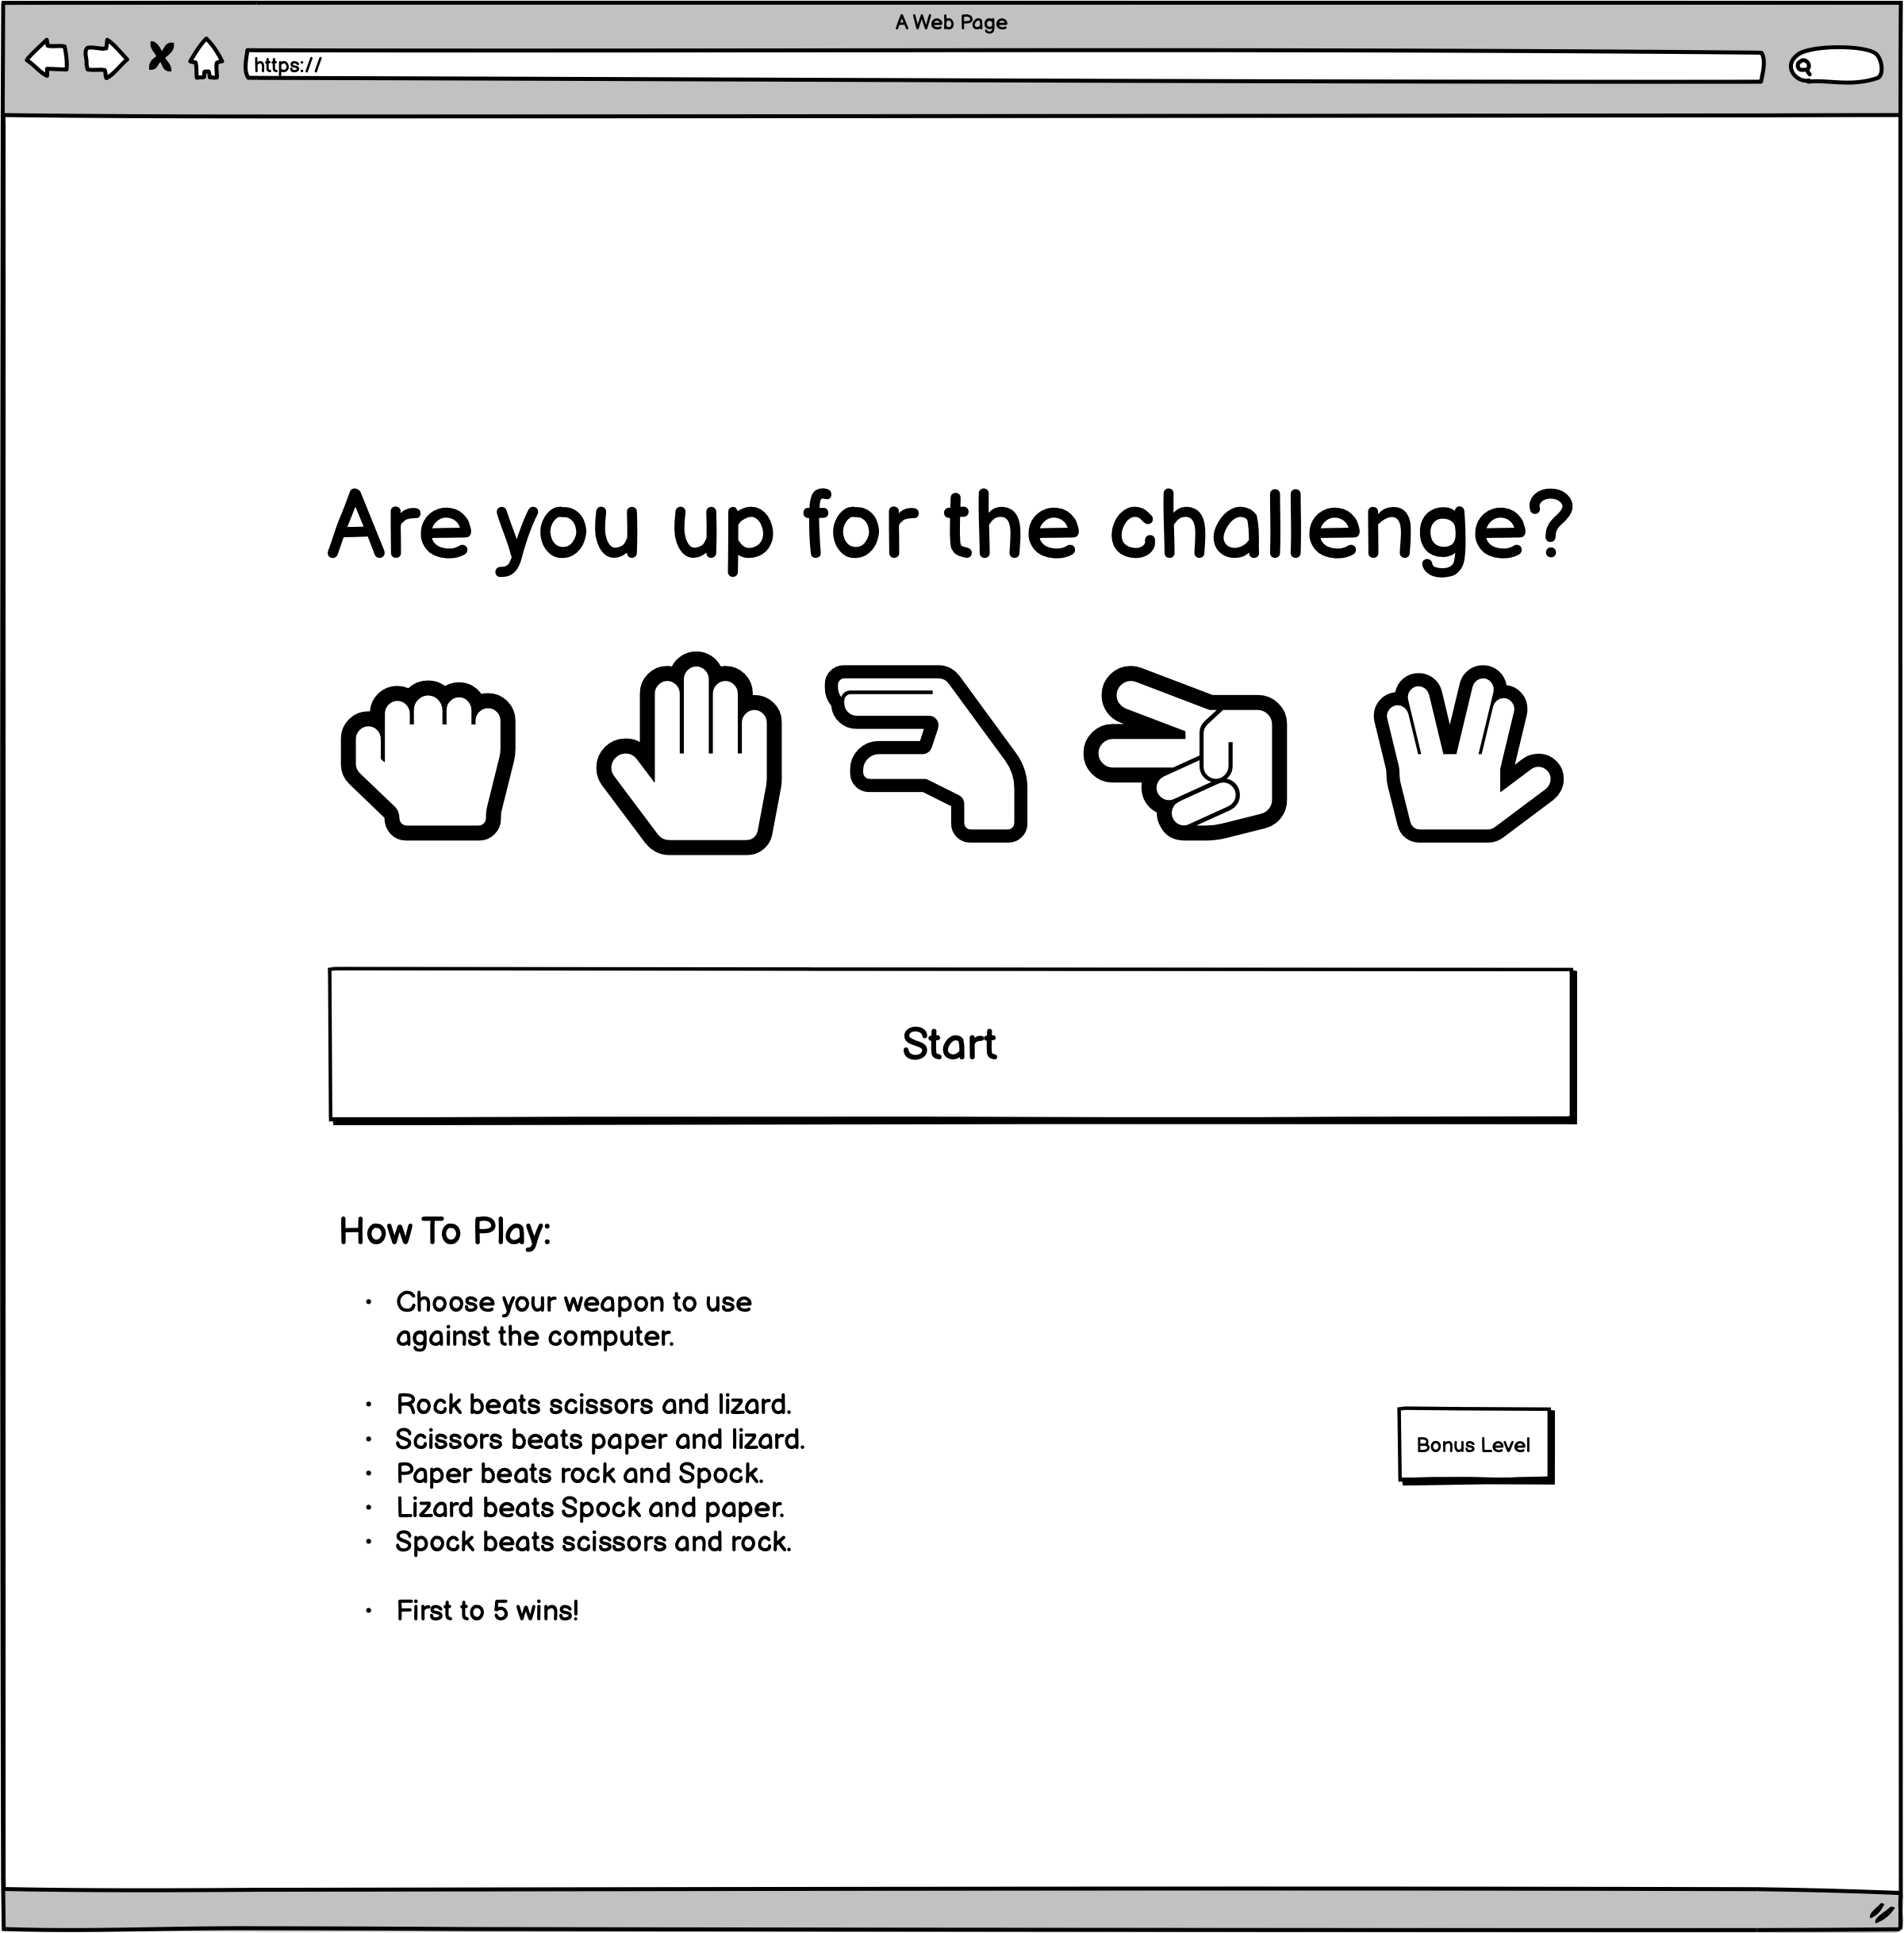 A Web Page
https://
Are you up for the challenge?
Start
How To Play:
• Choose your weapon to use
against the computer.
• Rock beats scissors and lizard.
• Scissors beats paper and lizard.
• Paper beats rock and Spock.
• Lizard beats Spock and paper.
• Spock beats scissors and rock.
• First to 5 wins!
Bonus Level